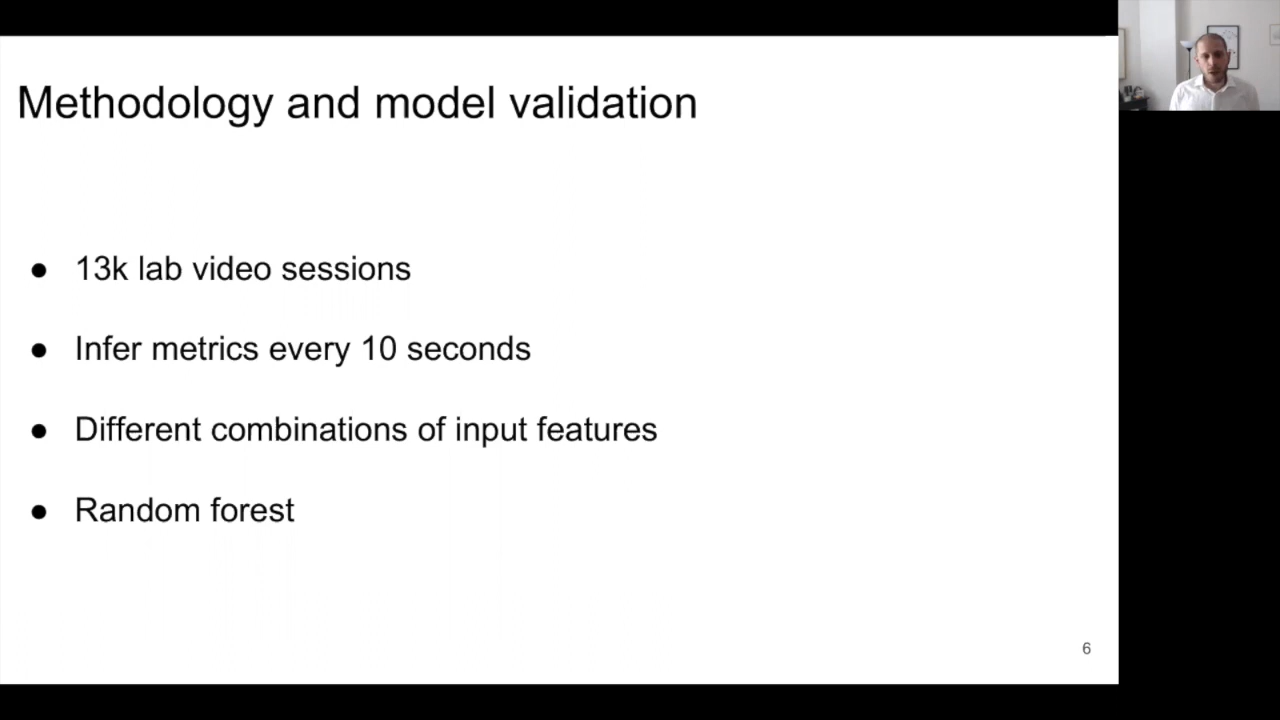 Methodology and model validation
● 13k lab video sessions
● Infer metrics every 10 seconds
● Different combinations of input features
● Random forest
6